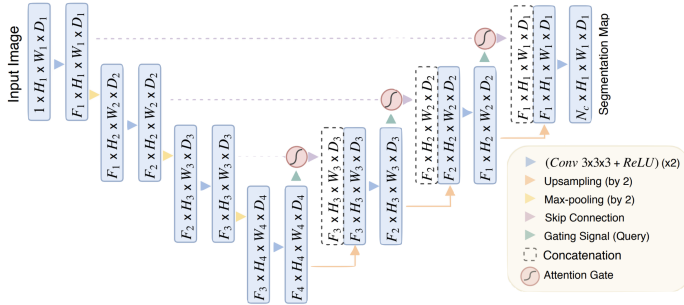 Input Image
1 x H₁ x W₁ x D₁
F₁ x H₁ x W₁ x D₁
F₁ x H₂ x W₂ x D₂
F₂ x H₂ x W₂ x D₂
F₂ x H₃ x W₃ x D₃
F₃ x H₃ x W₃ x D₃
F₃ x H₄ x W₄ x D₄
F₄ x H₄ x W₄ x D₄
F₃ x H₃ x W₃ x D₃
F₃ x H₃ x W₃ x D₃
F₂ x H₃ x W₃ x D₃
F₂ x H₂ x W₂ x D₂
F₂ x H₂ x W₂ x D₂
F₁ x H₂ x W₂ x D₂
F₁ x H₁ x W₁ x D₁
F₁ x H₁ x W₁ x D₁
N꜀ x H₁ x W₁ x D₁
Segmentation Map
(Conv 3x3x3 + ReLU) (x2)
Upsampling (by 2)
Max-pooling (by 2)
Skip Connection
Gating Signal (Query)
Concatenation
Attention Gate